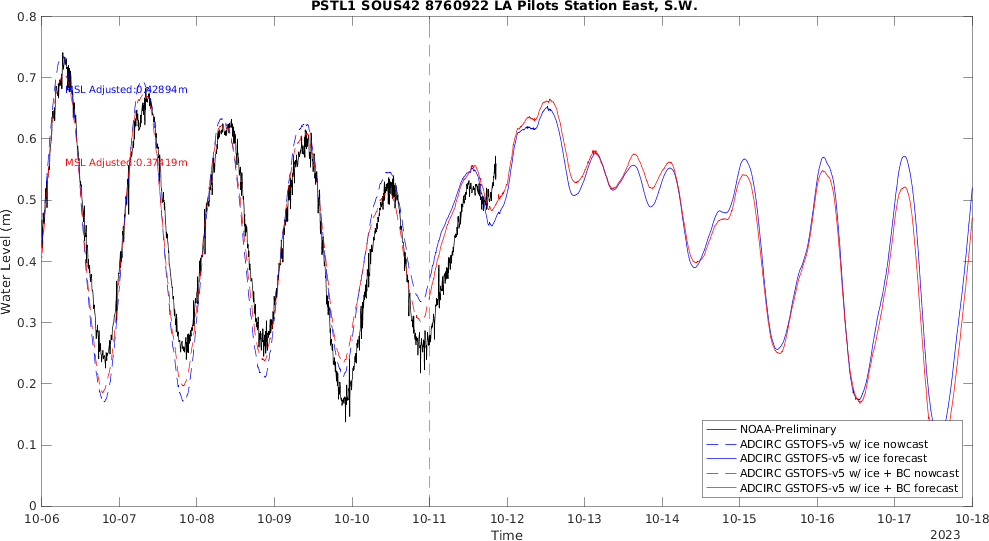 PSTL1 SOUS42 8760922 LA Pilots Station East, S.W.
0.8
0.7
0.6
0.5
0.4
0.3
0.2
0.1
0
Water Level (m)
MSL Adjusted:0.42894m
MSL Adjusted:0.37419m
NOAA-Preliminary
ADCIRC GSTOFS-v5 w/ ice nowcast
ADCIRC GSTOFS-v5 w/ ice forecast
ADCIRC GSTOFS-v5 w/ ice + BC nowcast
ADCIRC GSTOFS-v5 w/ ice + BC forecast
10-06 10-07 10-08 10-09 10-10 10-11 10-12 10-13 10-14 10-15 10-16 10-17 10-18
Time
2023